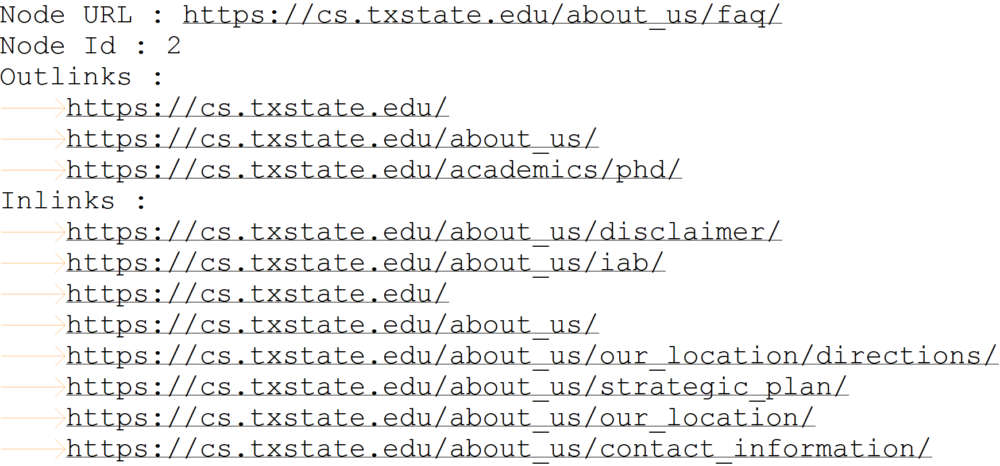 Node URL : https://cs.txstate.edu/about_us/faq/
Node Id : 2
Outlinks :
https://cs.txstate.edu/
https://cs.txstate.edu/about_us/
https://cs.txstate.edu/academics/phd/
Inlinks :
https://cs.txstate.edu/about_us/disclaimer/
https://cs.txstate.edu/about_us/iab/
https://cs.txstate.edu/
https://cs.txstate.edu/about_us/
https://cs.txstate.edu/about_us/our_location/directions/
https://cs.txstate.edu/about_us/strategic_plan/
https://cs.txstate.edu/about_us/our_location/
https://cs.txstate.edu/about_us/contact_information/